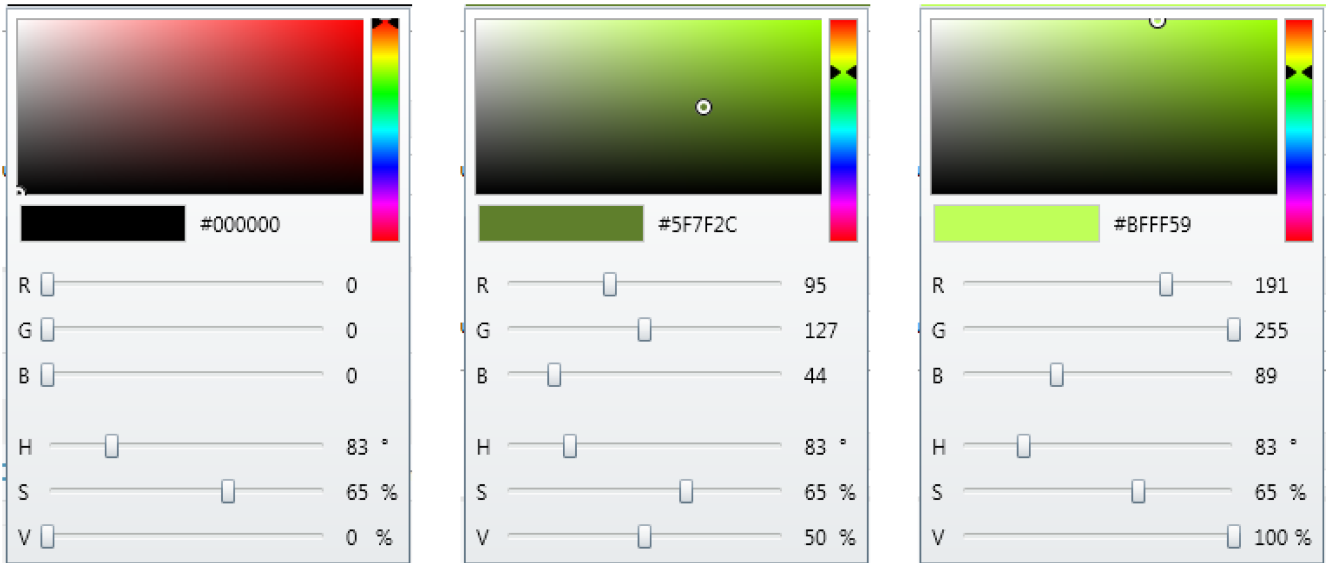 #000000
R 0
G 0
B 0
H 83 °
S 65 %
V 0 %
#5F7F2C
R 95
G 127
B 44
H 83 °
S 65 %
V 50 %
#BFFF59
R 191
G 255
B 89
H 83 °
S 65 %
V 100 %